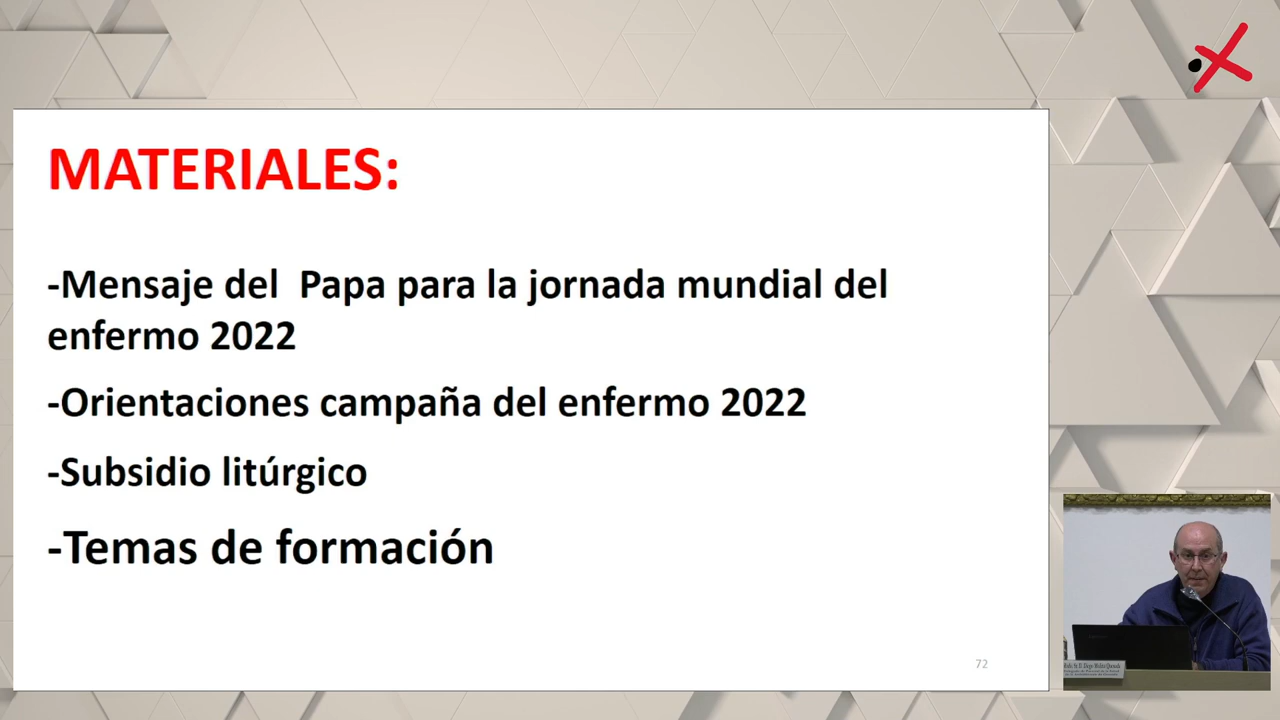 MATERIALES:
-Mensaje del Papa para la jornada mundial del
enfermo 2022
-Orientaciones campaña del enfermo 2022
-Subsidio litúrgico
-Temas de formación
72